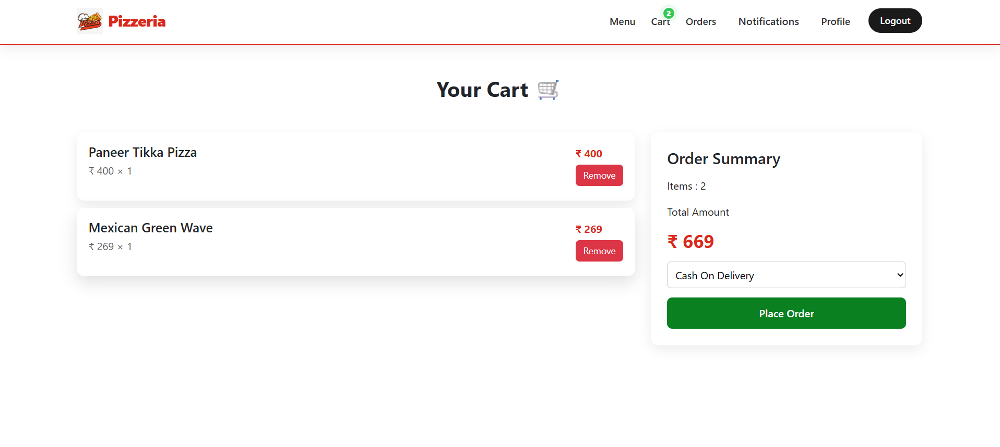 Pizza
Pizzeria
Menu
Cart
2
Orders
Notifications
Profile
Logout
Your Cart 🛒
Paneer Tikka Pizza
₹ 400 × 1
₹ 400
Remove
Mexican Green Wave
₹ 269 × 1
₹ 269
Remove
Order Summary
Items : 2
Total Amount
₹ 669
Cash On Delivery
Place Order